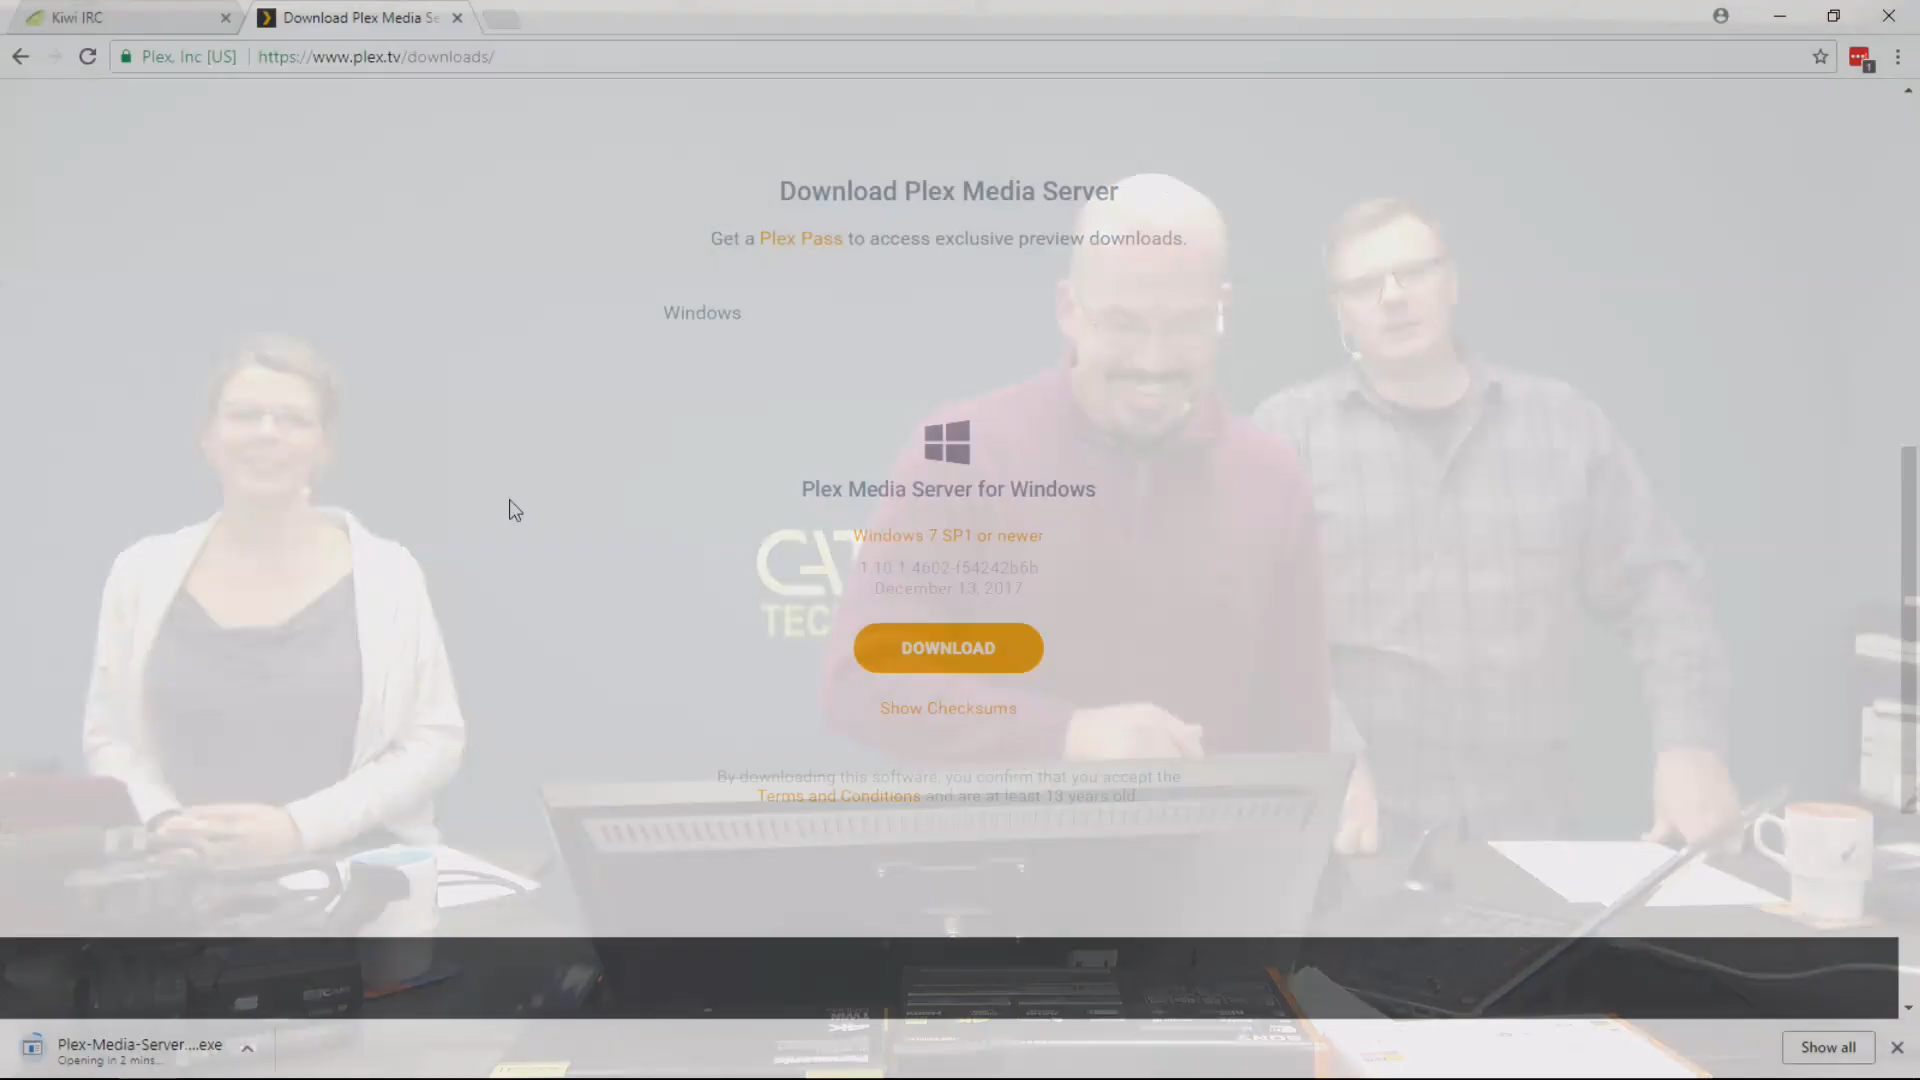 Kiwi IRC
Download Plex Media Se
Plex, Inc [US]
https://www.plex.tv/downloads/
Download Plex Media Server
Get a Plex Pass to access exclusive preview downloads.
Windows
Plex Media Server for Windows
Windows 7 SP1 or newer
1.10.1.4602-f54242b6b
December 13, 2017
TEC
DOWNLOAD
Show Checksums
By downloading this software, you confirm that you accept the
Terms and Conditions and are at least 13 years old.
Plex-Media-Server....exe
Opening in 2 mins...
Show all